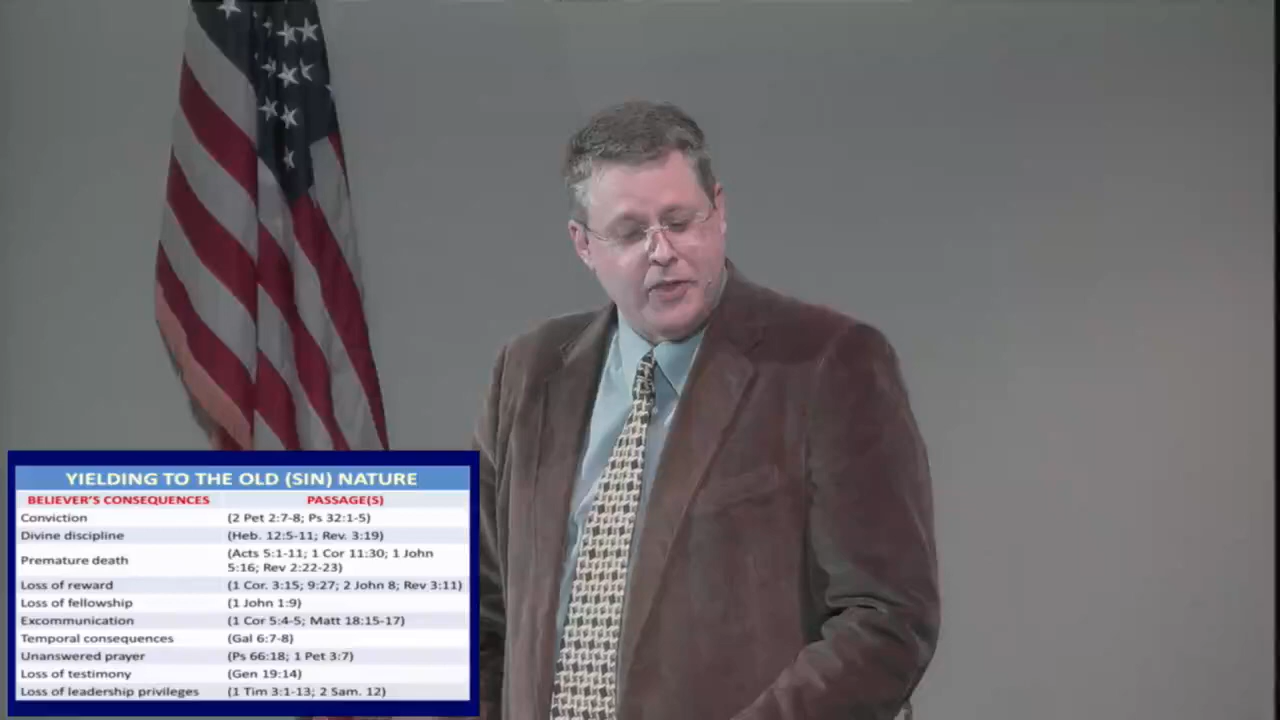 YIELDING TO THE OLD (SIN) NATURE
BELIEVER'S CONSEQUENCES PASSAGE(S)
Conviction (2 Pet 2:7-8; Ps 32:1-5)
Divine discipline (Heb. 12:5-11; Rev. 3:19)
Premature death (Acts 5:1-11; 1 Cor 11:30; 1 John
5:16; Rev 2:22-23)
Loss of reward (1 Cor. 3:15; 9:27; 2 John 8; Rev 3:11)
Loss of fellowship (1 John 1:9)
Excommunication (1 Cor 5:4-5; Matt 18:15-17)
Temporal consequences (Gal 6:7-8)
Unanswered prayer (Ps 66:18; 1 Pet 3:7)
Loss of testimony (Gen 19:14)
Loss of leadership privileges (1 Tim 3:1-13; 2 Sam. 12)